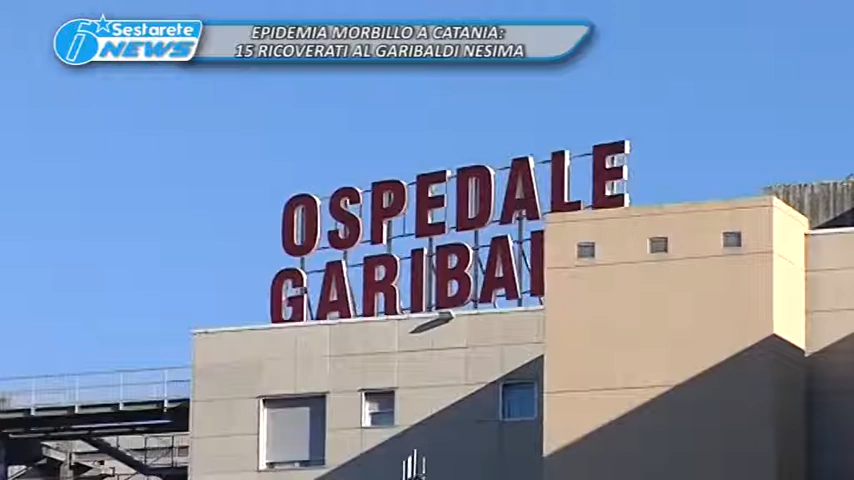 6 Sestarete
NEWS
EPIDEMIA MORBILLO A CATANIA:
15 RICOVERATI AL GARIBALDI NESIMA
OSPEDALE
GARIBAL